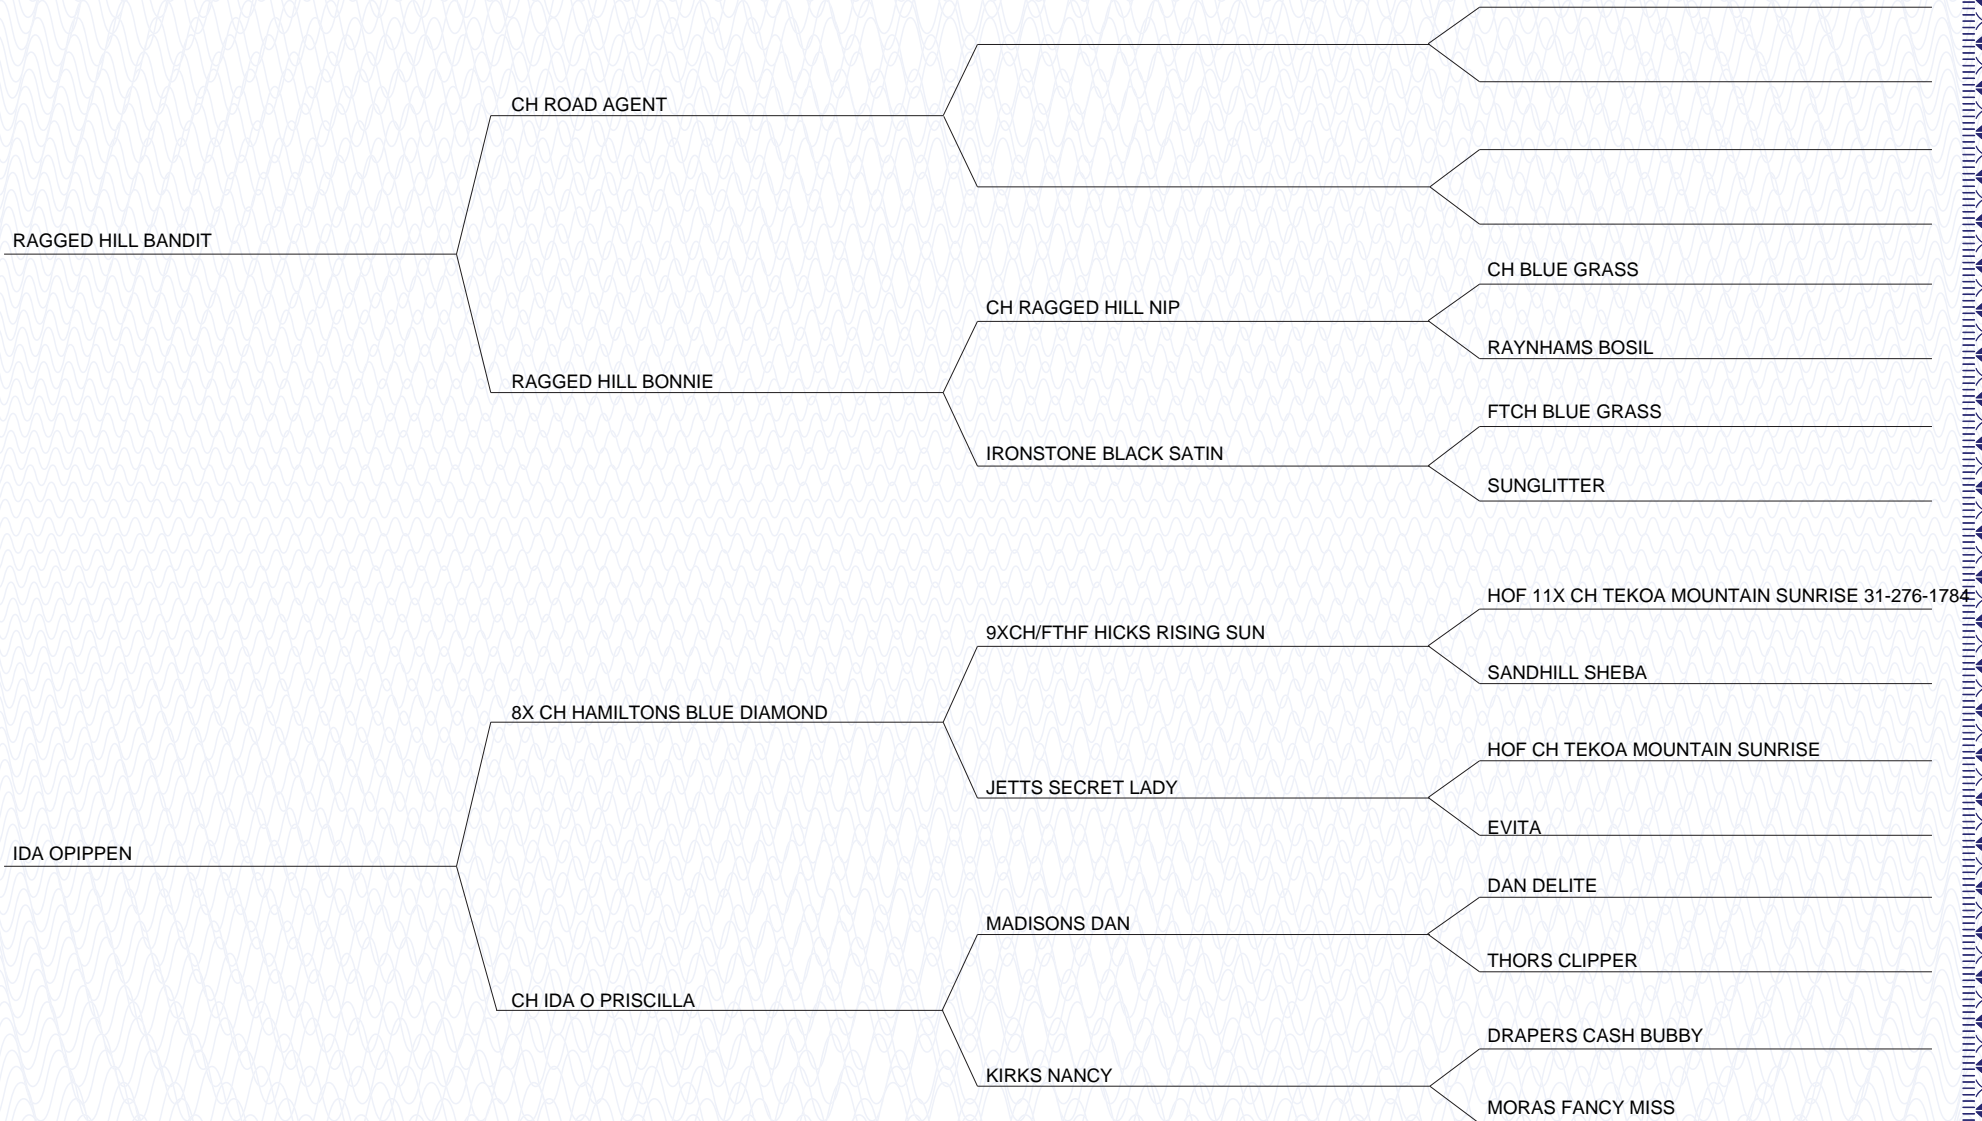 CH ROAD AGENT
RAGGED HILL BANDIT
CH BLUE GRASS
CH RAGGED HILL NIP
RAYNHAMS BOSIL
RAGGED HILL BONNIE
FTCH BLUE GRASS
IRONSTONE BLACK SATIN
SUNGLITTER
HOF 11X CH TEKOA MOUNTAIN SUNRISE 31-276-1784
9XCH/FTHF HICKS RISING SUN
SANDHILL SHEBA
8X CH HAMILTONS BLUE DIAMOND
HOF CH TEKOA MOUNTAIN SUNRISE
JETTS SECRET LADY
EVITA
IDA OPIPPEN
DAN DELITE
MADISONS DAN
THORS CLIPPER
CH IDA O PRISCILLA
DRAPERS CASH BUBBY
KIRKS NANCY
MORAS FANCY MISS